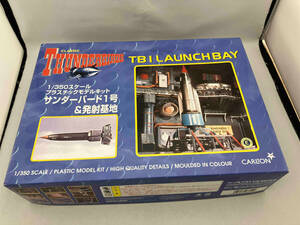 CLASSIC
THUNDERBIRDS
TB1 LAUNCH BAY
1/350スケール
プラスチックモデルキット
サンダーバード1号
&発射基地
1/350 SCALE / PLASTIC MODEL KIT / HIGH QUALITY DETAILS / MOULDED IN COLOUR
CARLTON